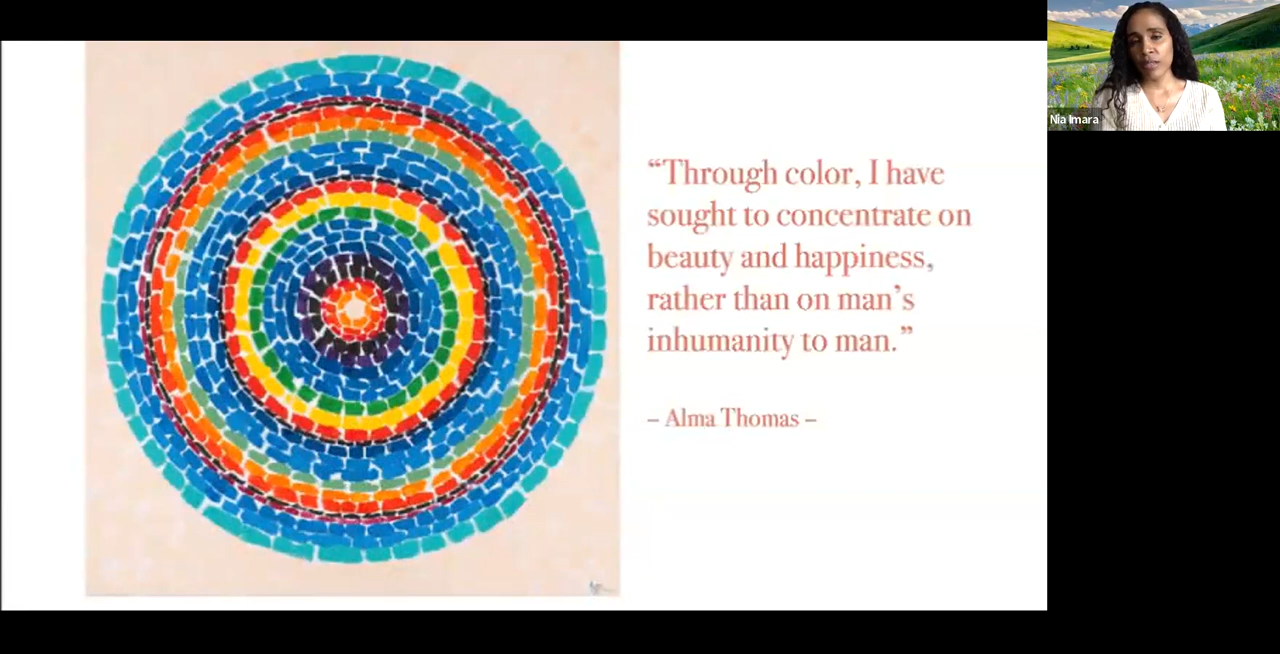 “Through color, I have
sought to concentrate on
beauty and happiness,
rather than on man’s
inhumanity to man.”
– Alma Thomas –
Nia Imara